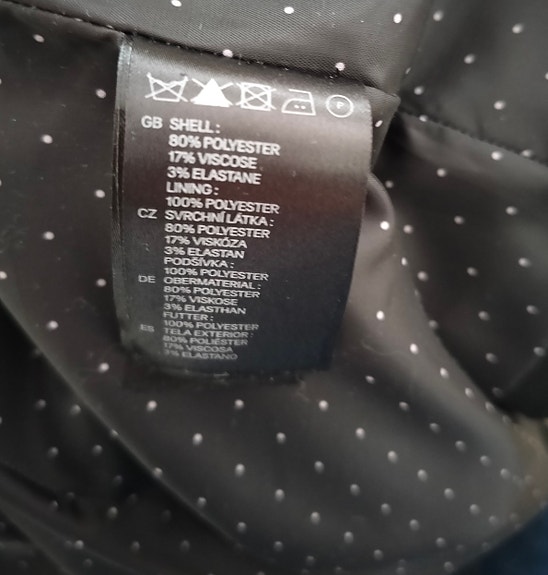 P
GB SHELL :
80% POLYESTER
17% VISCOSE
3% ELASTANE
LINING :
100% POLYESTER
CZ SVRCHNÍ LÁTKA :
80% POLYESTER
17% VISKÓZA
3% ELASTAN
PODŠÍVKA :
100% POLYESTER
DE OBERMATERIAL :
80% POLYESTER
17% VISKOSE
3% ELASTHAN
FUTTER :
100% POLYESTER
ES TELA EXTERIOR :
80% POLIÉSTER
17% VISCOSA
3% ELASTANO